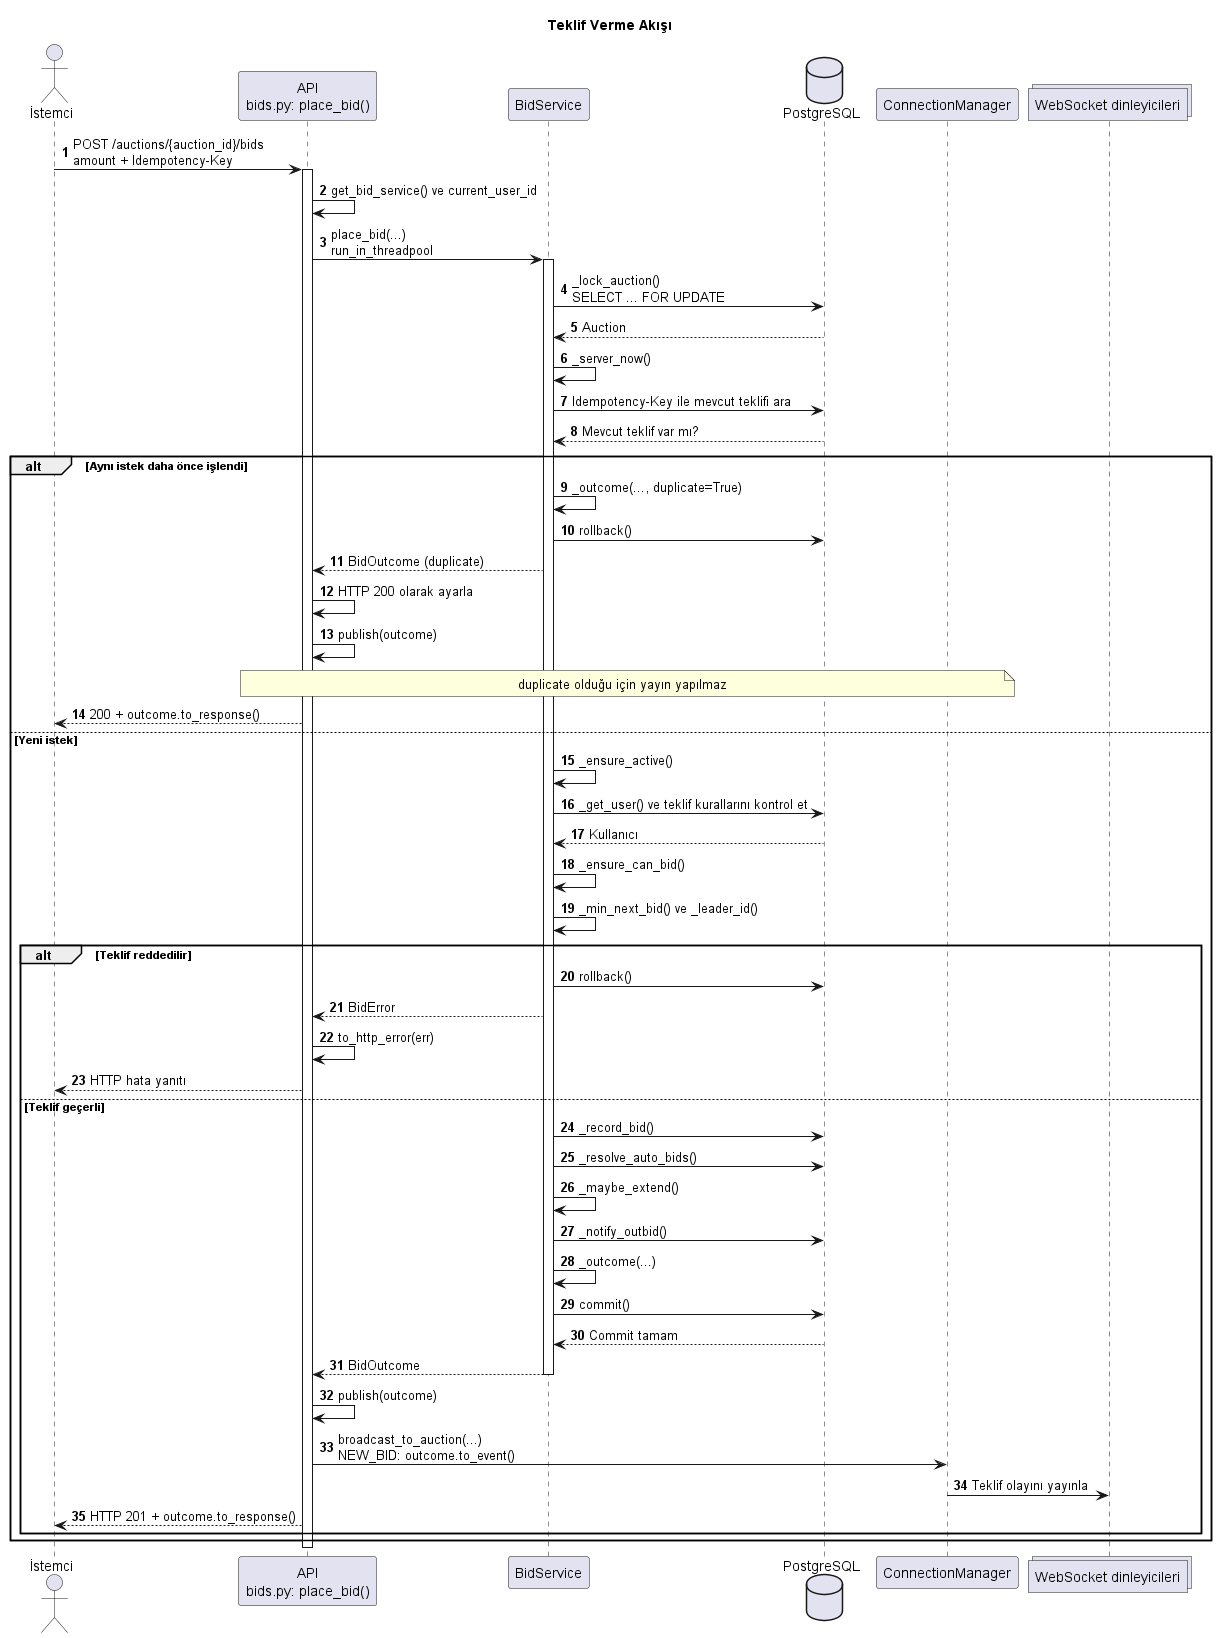 Teklif Verme Akışı
İstemci
API
bids.py: place_bid()
BidService
PostgreSQL
ConnectionManager
WebSocket dinleyicileri
1 POST /auctions/{auction_id}/bids
amount + Idempotency-Key
2 get_bid_service() ve current_user_id
3 place_bid(...)
run_in_threadpool
4 _lock_auction()
SELECT ... FOR UPDATE
5 Auction
6 _server_now()
7 Idempotency-Key ile mevcut teklifi ara
8 Mevcut teklif var mı?
alt [Aynı istek daha önce işlendi]
9 _outcome(..., duplicate=True)
10 rollback()
11 BidOutcome (duplicate)
12 HTTP 200 olarak ayarla
13 publish(outcome)
duplicate olduğu için yayın yapılmaz
14 200 + outcome.to_response()
[Yeni istek]
15 _ensure_active()
16 _get_user() ve teklif kurallarını kontrol et
17 Kullanıcı
18 _ensure_can_bid()
19 _min_next_bid() ve _leader_id()
alt [Teklif reddedilir]
20 rollback()
21 BidError
22 to_http_error(err)
23 HTTP hata yanıtı
[Teklif geçerli]
24 _record_bid()
25 _resolve_auto_bids()
26 _maybe_extend()
27 _notify_outbid()
28 _outcome(...)
29 commit()
30 Commit tamam
31 BidOutcome
32 publish(outcome)
33 broadcast_to_auction(...)
NEW_BID: outcome.to_event()
34 Teklif olayını yayınla
35 HTTP 201 + outcome.to_response()
İstemci
API
bids.py: place_bid()
BidService
PostgreSQL
ConnectionManager
WebSocket dinleyicileri